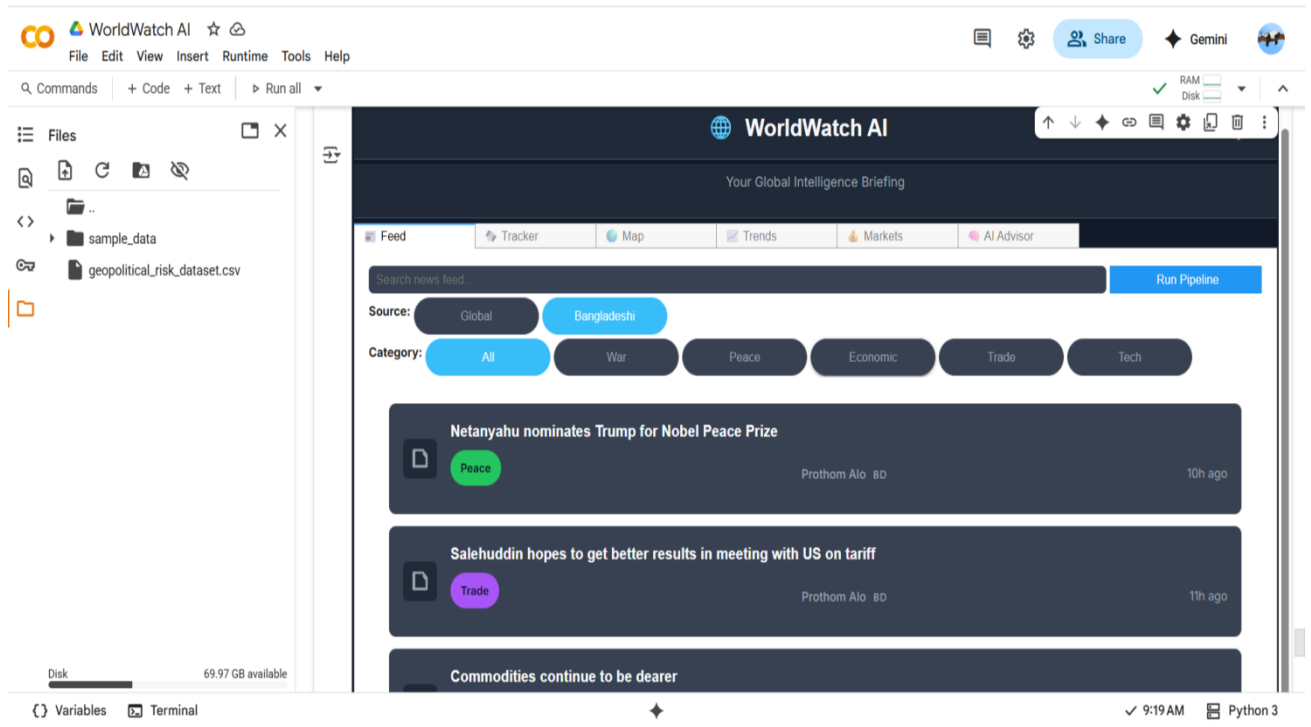 WorldWatch AI
File Edit View Insert Runtime Tools Help
Share
Gemini
Commands + Code + Text Run all
RAM
Disk
Files
..
sample_data
geopolitical_risk_dataset.csv
Disk 69.97 GB available
WorldWatch AI
Your Global Intelligence Briefing
Feed Tracker Map Trends Markets AI Advisor
Search news feed...
Run Pipeline
Source: Global Bangladeshi
Category: All War Peace Economic Trade Tech
Netanyahu nominates Trump for Nobel Peace Prize
Peace
Prothom Alo BD
10h ago
Salehuddin hopes to get better results in meeting with US on tariff
Trade
Prothom Alo BD
11h ago
Commodities continue to be dearer
Variables Terminal
9:19 AM Python 3